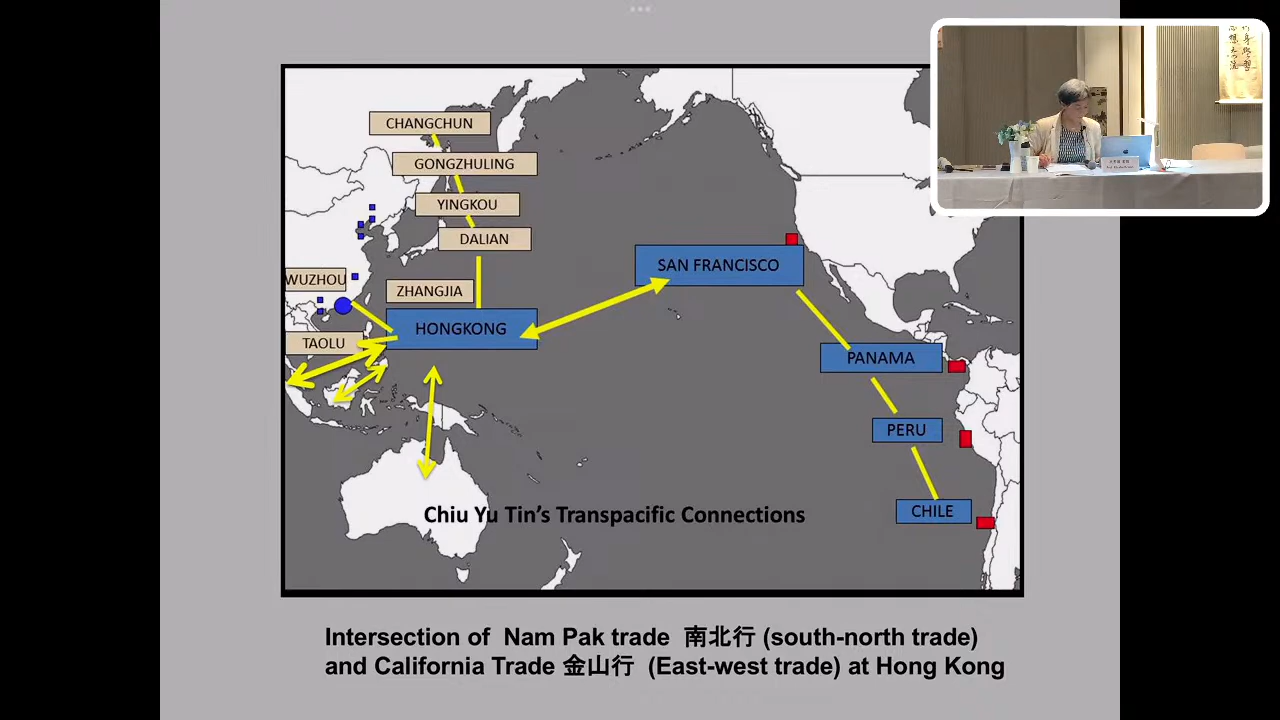 CHANGCHUN
GONGZHULING
YINGKOU
DALIAN
WUZHOU
ZHANGJIA
HONGKONG
TAOLU
SAN FRANCISCO
PANAMA
PERU
CHILE
Chiu Yu Tin's Transpacific Connections
Intersection of Nam Pak trade 南北行 (south-north trade)
and California Trade 金山行 (East-west trade) at Hong Kong